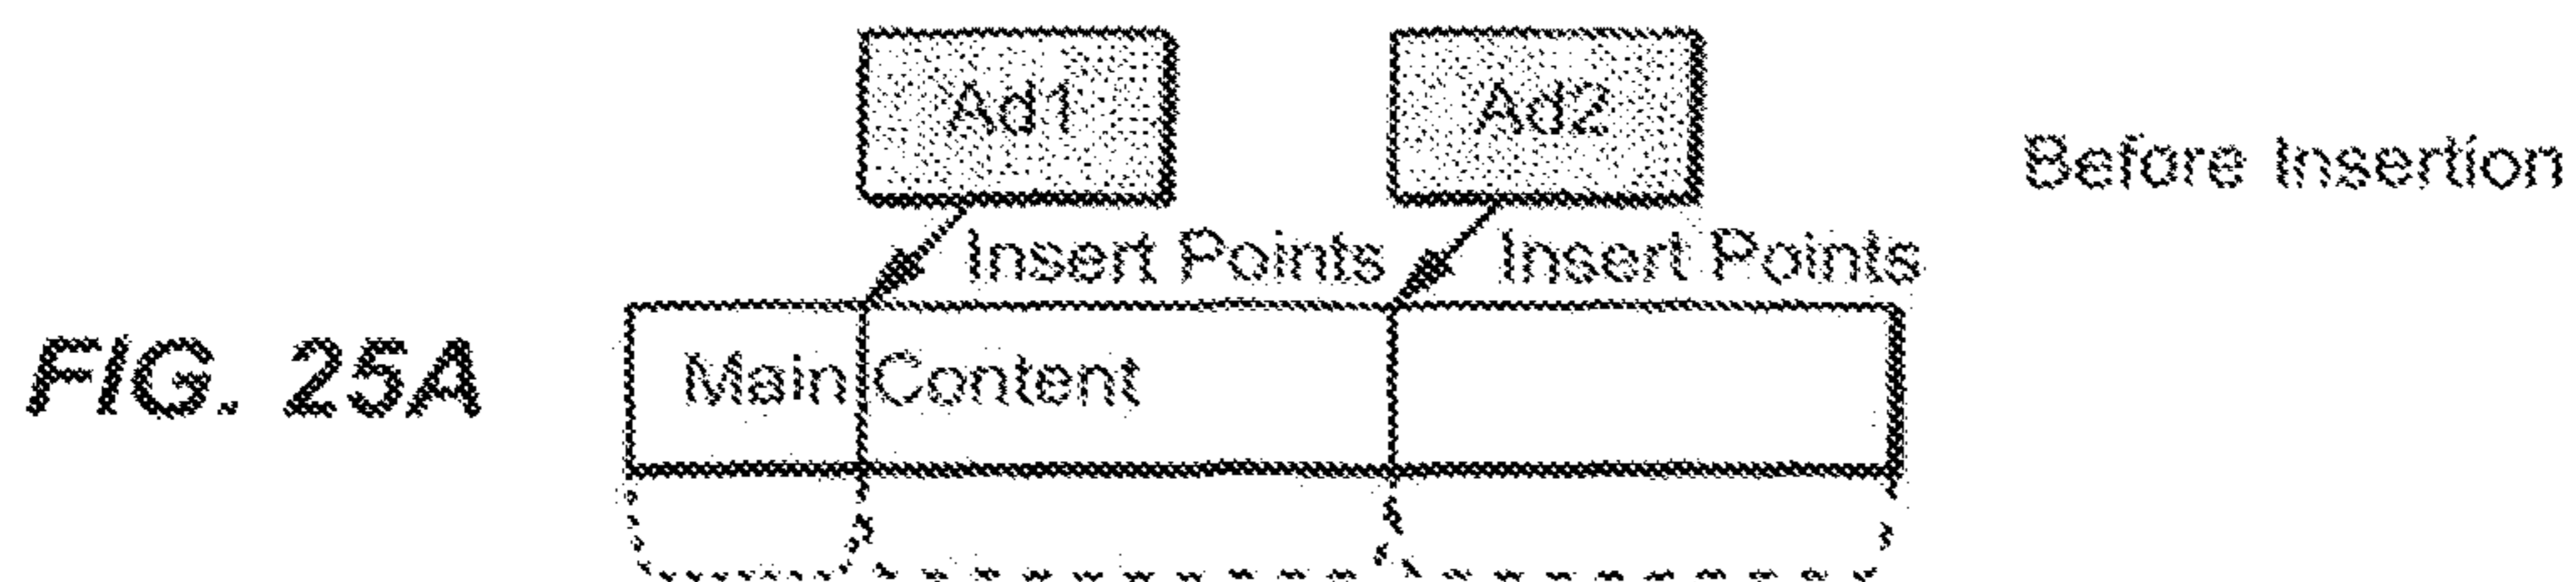 Ad1 Ad2
Before Insertion
Insert Points Insert Points
FIG. 25A
Main Content